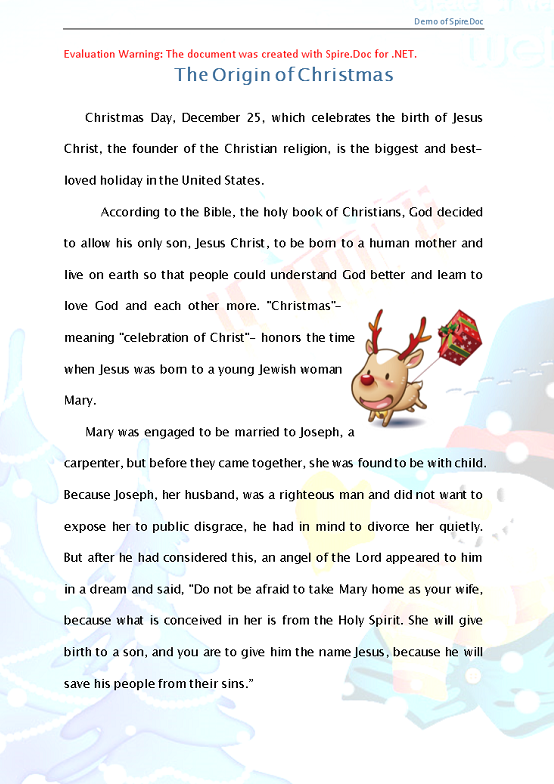 Demo of Spire.Doc
Evaluation Warning: The document was created with Spire.Doc for .NET.
The Origin of Christmas
Christmas Day, December 25, which celebrates the birth of Jesus
Christ, the founder of the Christian religion, is the biggest and best-
loved holiday in the United States.
According to the Bible, the holy book of Christians, God decided
to allow his only son, Jesus Christ, to be born to a human mother and
live on earth so that people could understand God better and learn to
love God and each other more. "Christmas"-
meaning "celebration of Christ"- honors the time
when Jesus was born to a young Jewish woman
Mary.
Mary was engaged to be married to Joseph, a
carpenter, but before they came together, she was found to be with child.
Because Joseph, her husband, was a righteous man and did not want to
expose her to public disgrace, he had in mind to divorce her quietly.
But after he had considered this, an angel of the Lord appeared to him
in a dream and said, "Do not be afraid to take Mary home as your wife,
because what is conceived in her is from the Holy Spirit. She will give
birth to a son, and you are to give him the name Jesus, because he will
save his people from their sins."